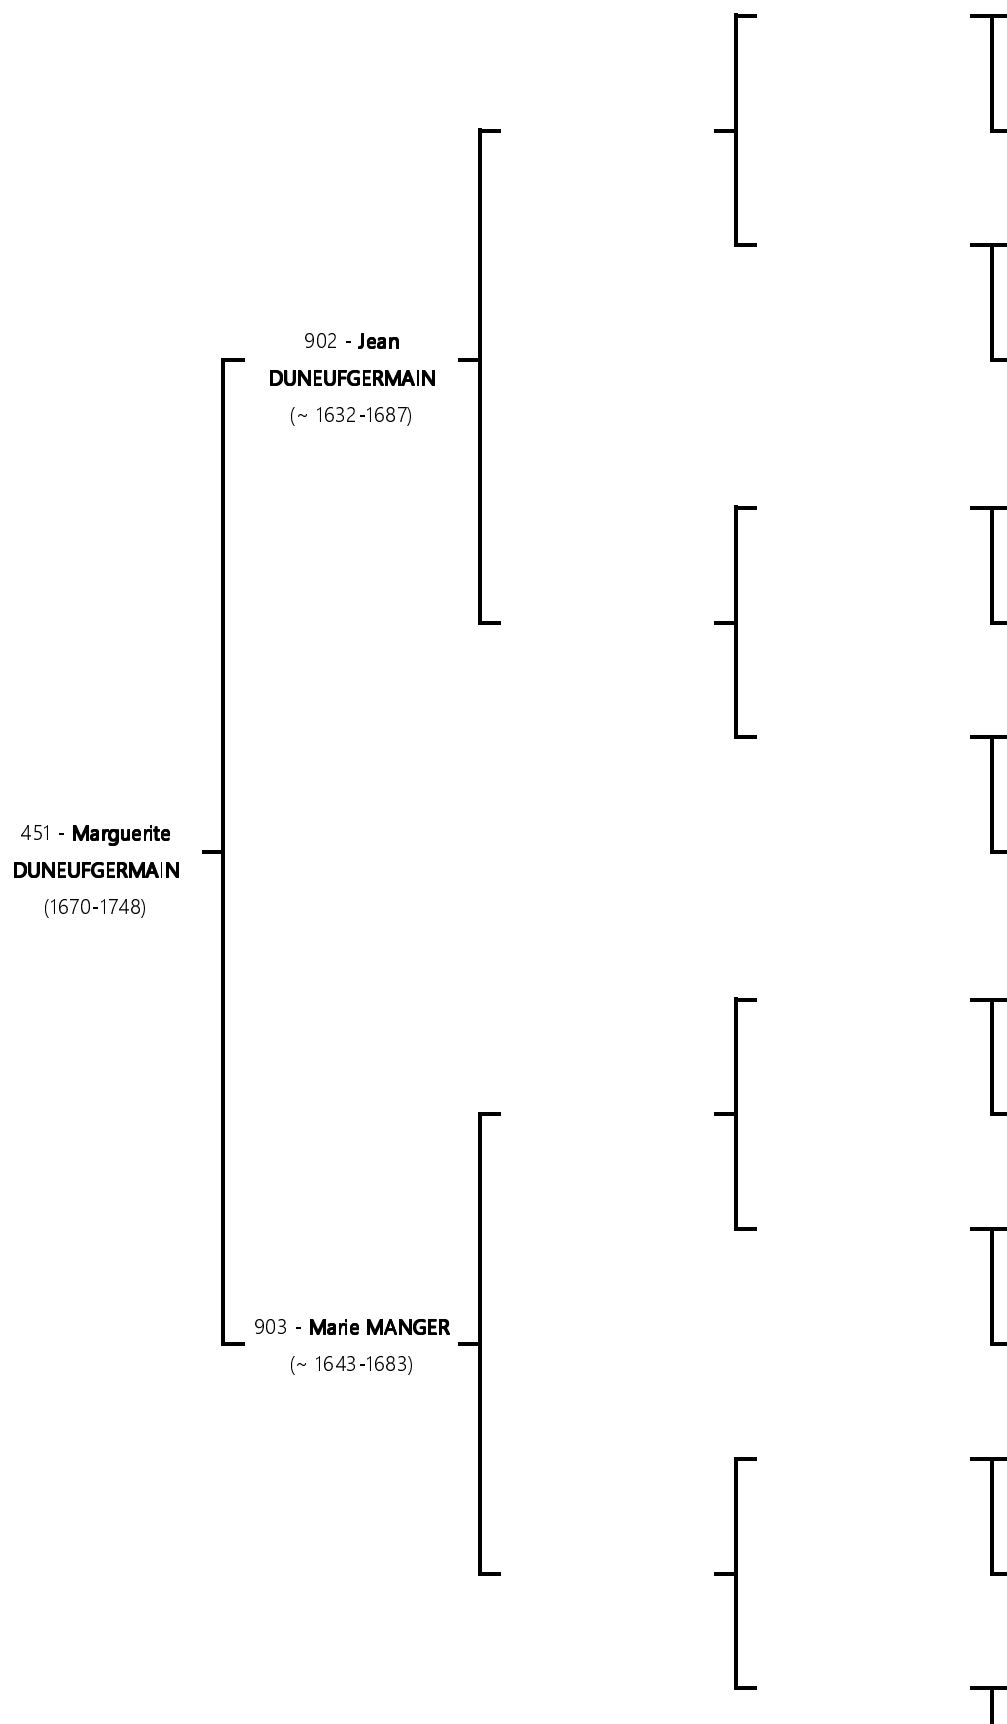 902 - Jean
DUNEUFGERMAIN
(~ 1632-1687)
451 - Marguerite
DUNEUFGERMAIN
(1670-1748)
903 - Marie MANGER
(~ 1643-1683)